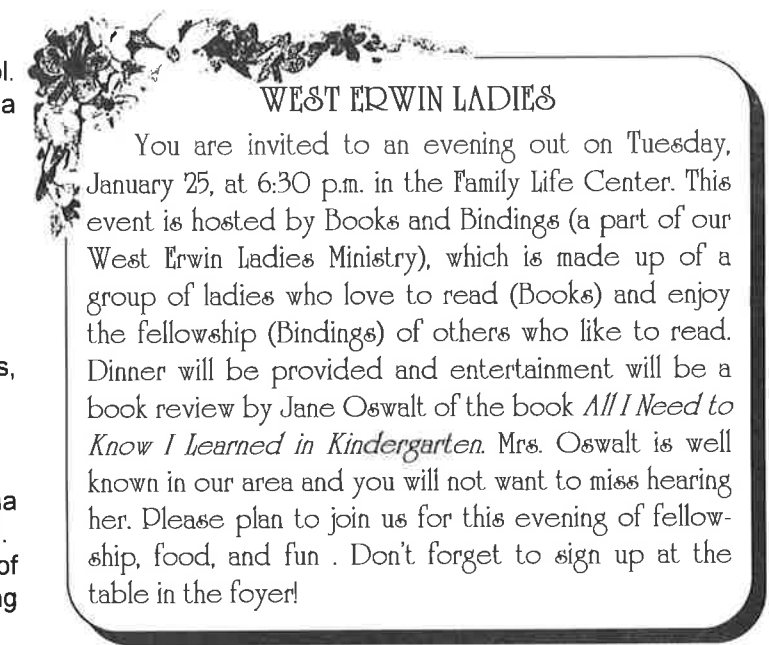 ol.
a
s,
a
.
of
ng
WEST ERWIN LADIES
You are invited to an evening out on Tuesday,
January 25, at 6:30 p.m. in the Family Life Center. This
event is hosted by Books and Bindings (a part of our
West Erwin Ladies Ministry), which is made up of a
group of ladies who love to read (Books) and enjoy
the fellowship (Bindings) of others who like to read.
Dinner will be provided and entertainment will be a
book review by Jane Oswalt of the book All I Need to
Know I Learned in Kindergarten. Mrs. Oswalt is well
known in our area and you will not want to miss hearing
her. Please plan to join us for this evening of fellow-
ship, food, and fun . Don't forget to sign up at the
table in the foyer!